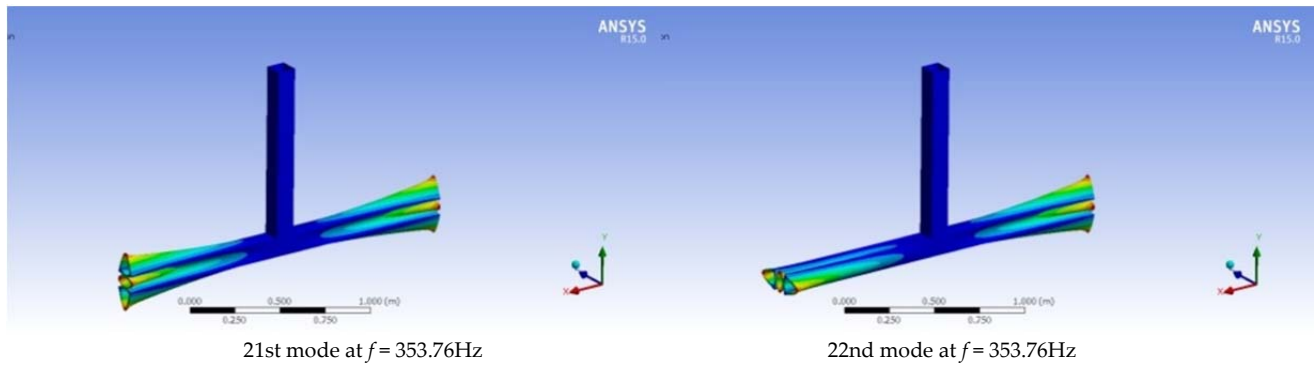 ANSYS
R15.0
Y
X
0.000 0.500 1.000 (m)
0.250 0.750
21st mode at f = 353.76Hz
on
ANSYS
R15.0
Y
X
0.000 0.500 1.000 (m)
0.250 0.750
22nd mode at f = 353.76Hz